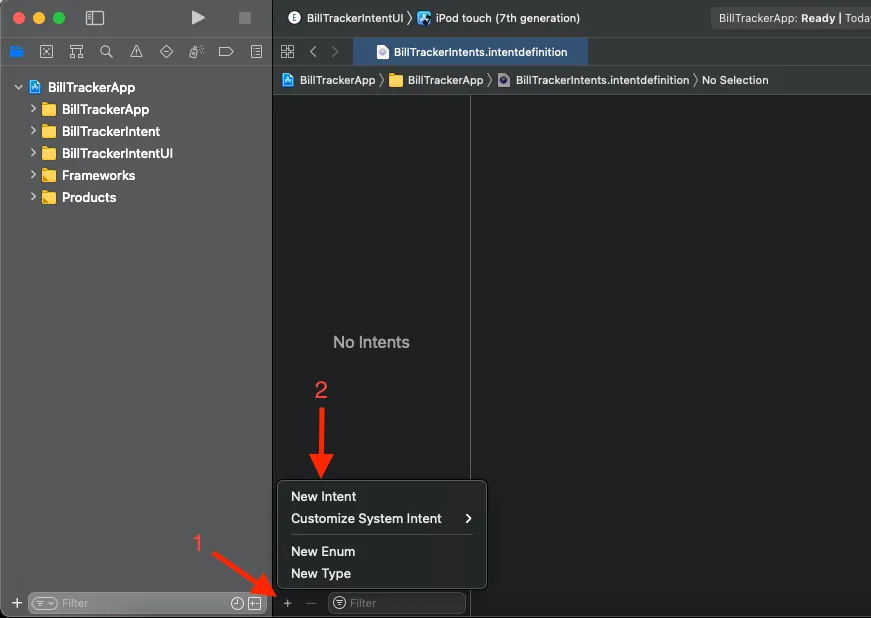 BillTrackerIntentUI
iPod touch (7th generation)
BillTrackerApp: Ready | Toda
BillTrackerIntents.intentdefinition
BillTrackerApp
BillTrackerApp
BillTrackerIntents.intentdefinition
No Selection
BillTrackerApp
BillTrackerApp
BillTrackerIntent
BillTrackerIntentUI
Frameworks
Products
No Intents
2
New Intent
Customize System Intent
New Enum
New Type
1
Filter
Filter